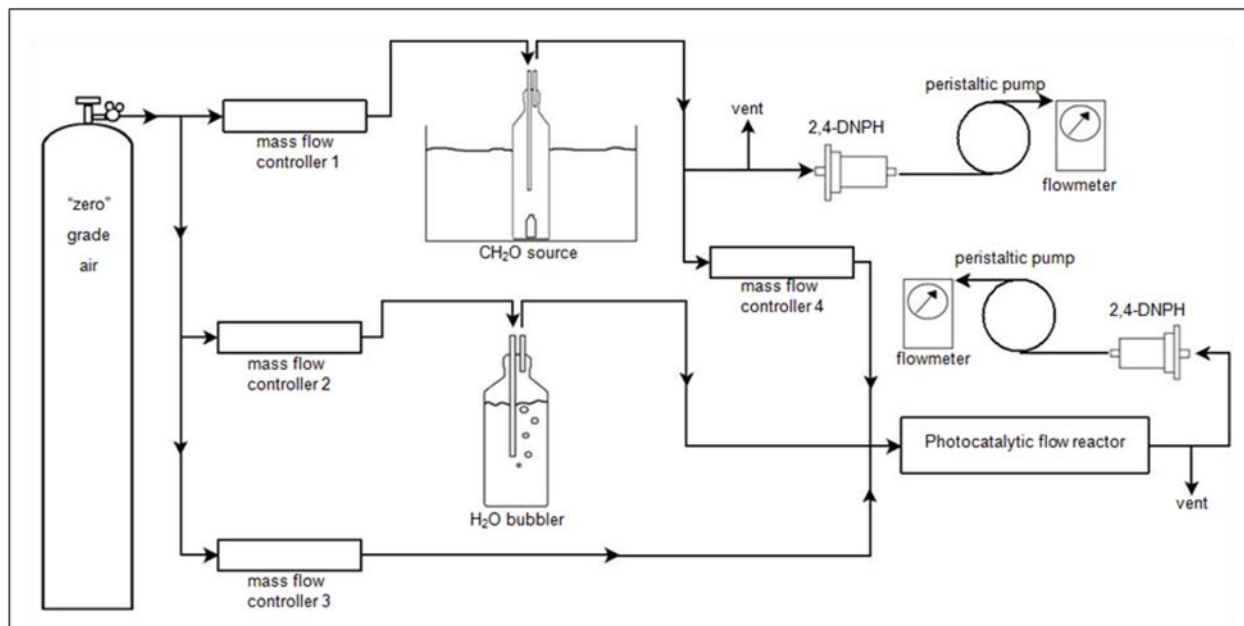 "zero"
grade
air
mass flow
controller 1
CH₂O source
vent
2,4-DNPH
peristaltic pump
flowmeter
mass flow
controller 4
peristaltic pump
flowmeter
2,4-DNPH
mass flow
controller 2
H₂O bubbler
Photocatalytic flow reactor
vent
mass flow
controller 3